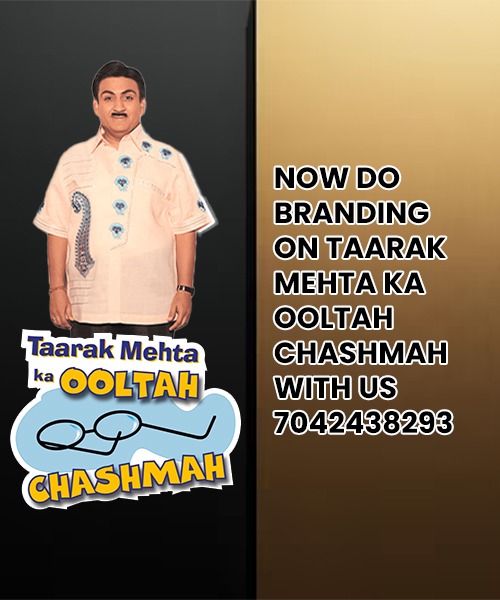 Taarak Mehta
ka OOLTAH
CHASHMAH
NOW DO
BRANDING
ON TAARAK
MEHTA KA
OOLTAH
CHASHMAH
WITH US
7042438293